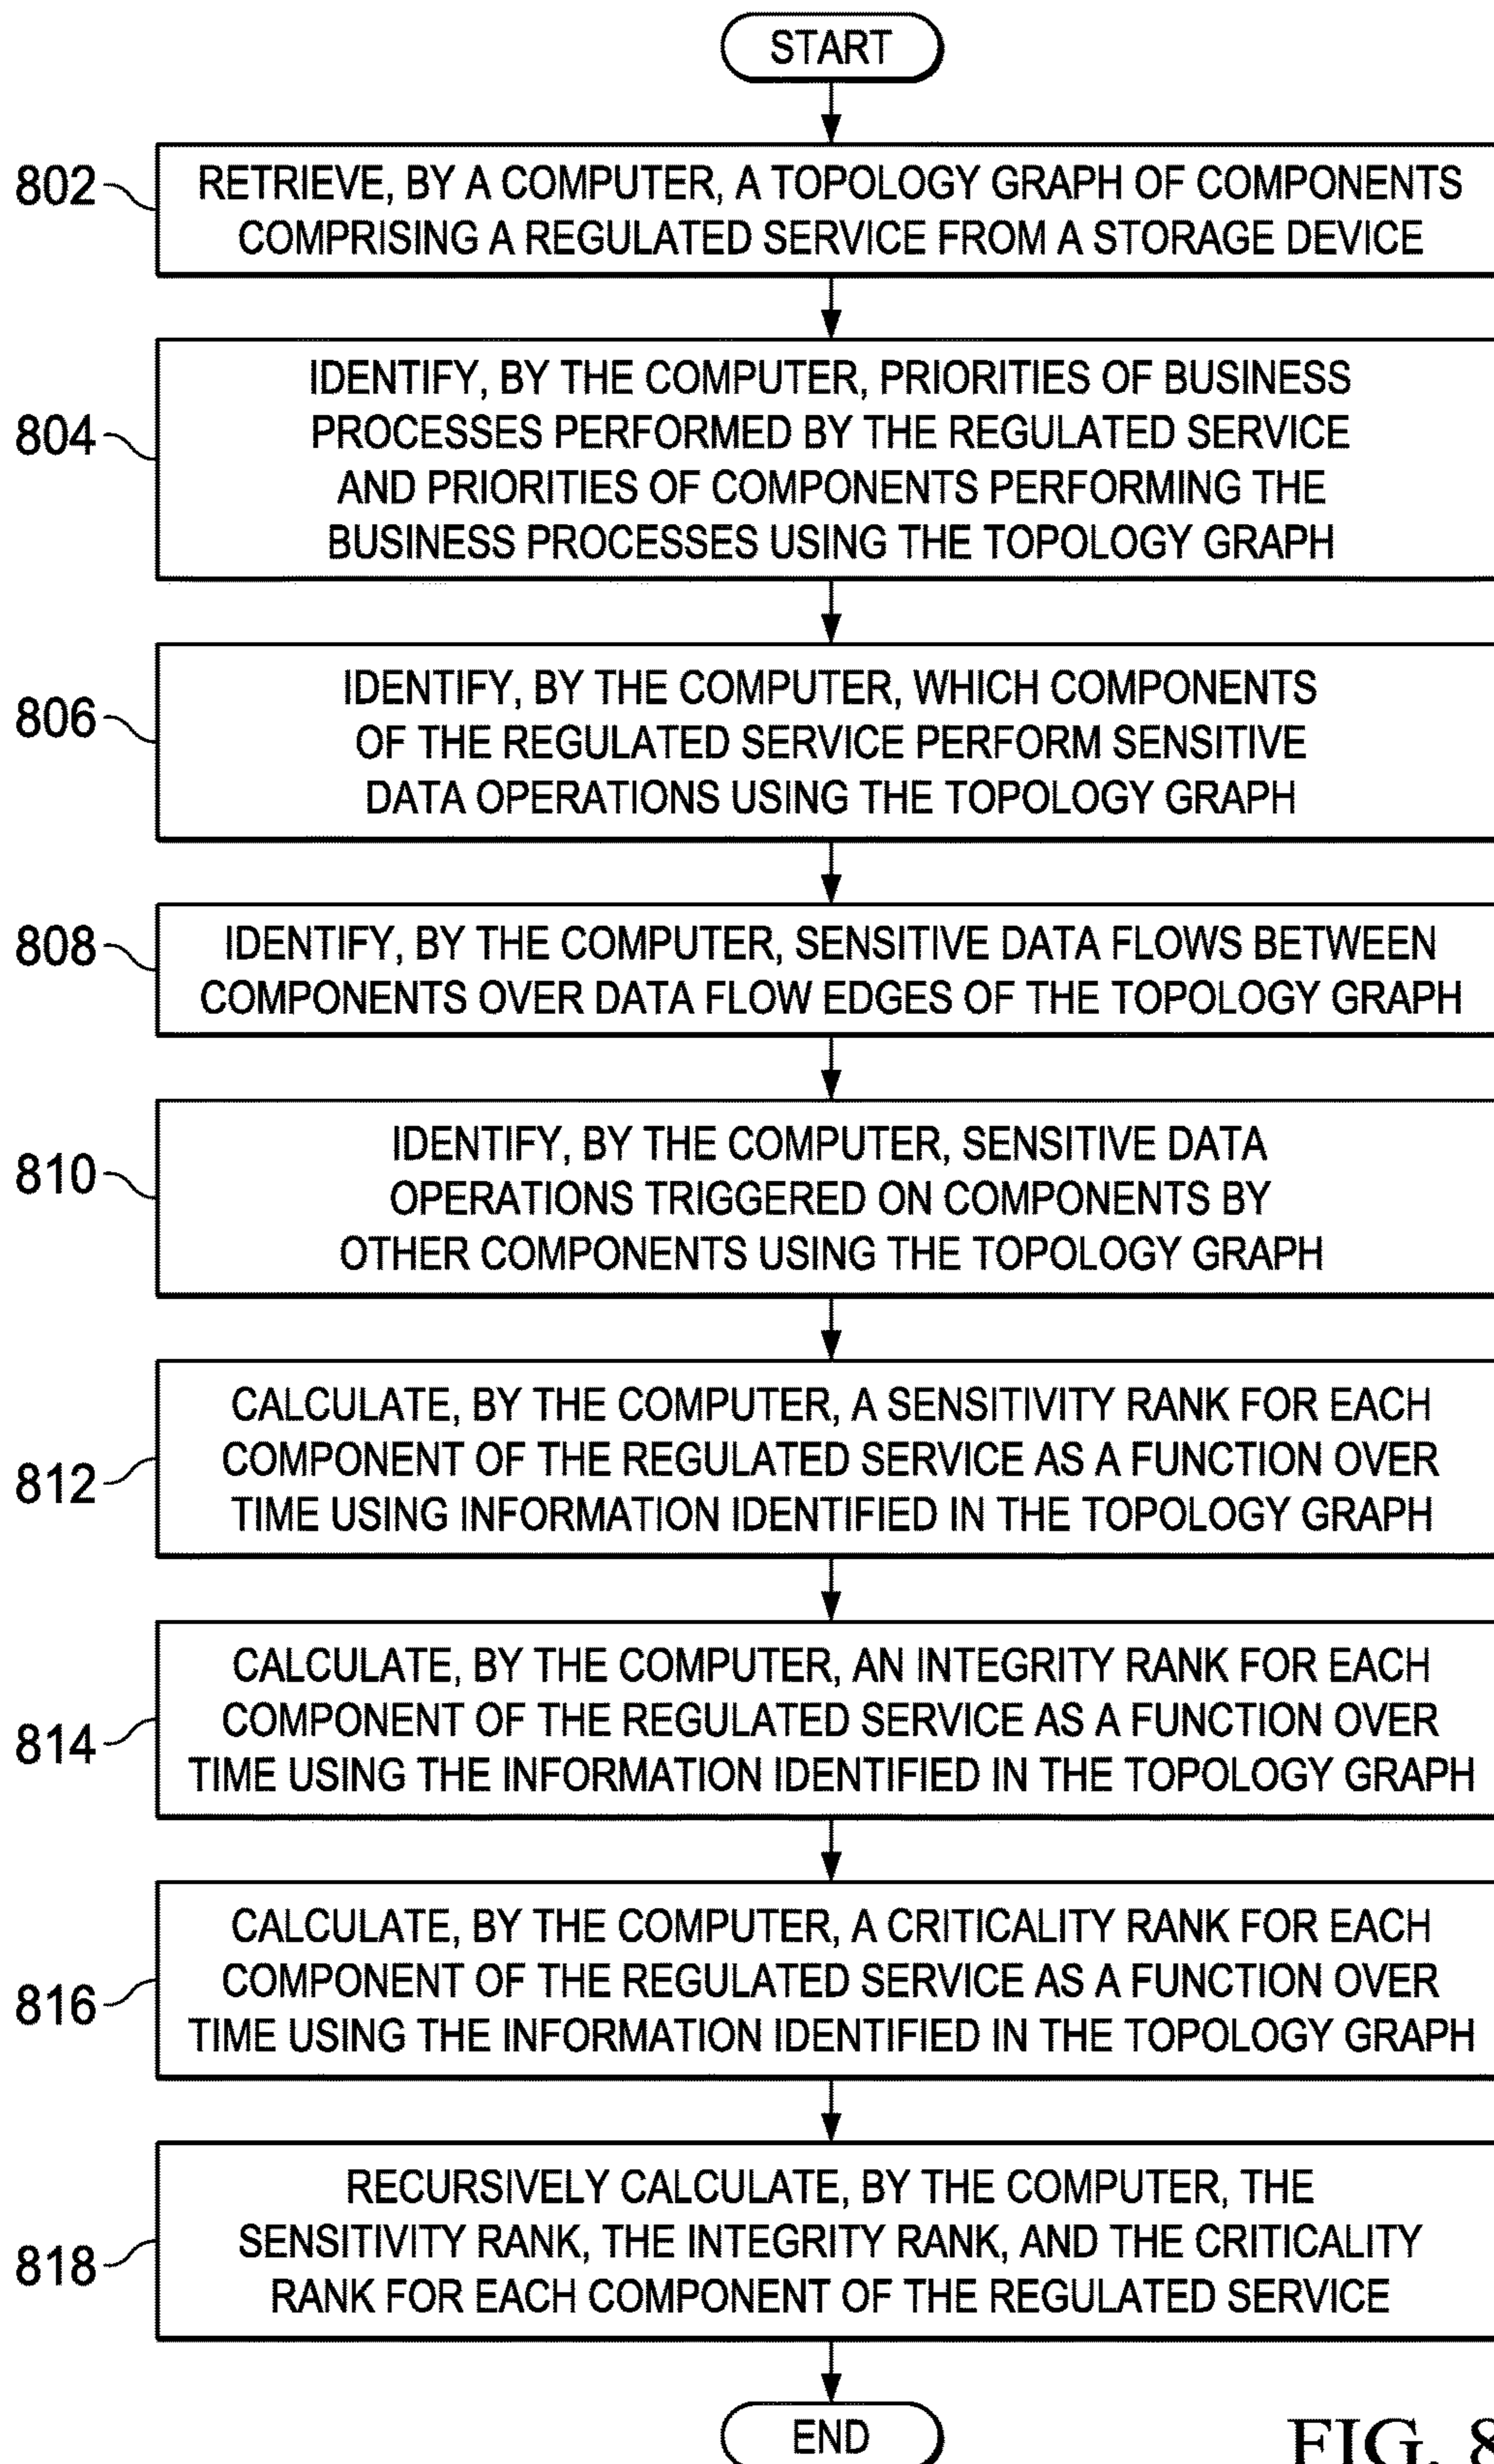 START
802
RETRIEVE, BY A COMPUTER, A TOPOLOGY GRAPH OF COMPONENTS
COMPRISING A REGULATED SERVICE FROM A STORAGE DEVICE
804
IDENTIFY, BY THE COMPUTER, PRIORITIES OF BUSINESS
PROCESSES PERFORMED BY THE REGULATED SERVICE
AND PRIORITIES OF COMPONENTS PERFORMING THE
BUSINESS PROCESSES USING THE TOPOLOGY GRAPH
806
IDENTIFY, BY THE COMPUTER, WHICH COMPONENTS
OF THE REGULATED SERVICE PERFORM SENSITIVE
DATA OPERATIONS USING THE TOPOLOGY GRAPH
808
IDENTIFY, BY THE COMPUTER, SENSITIVE DATA FLOWS BETWEEN
COMPONENTS OVER DATA FLOW EDGES OF THE TOPOLOGY GRAPH
810
IDENTIFY, BY THE COMPUTER, SENSITIVE DATA
OPERATIONS TRIGGERED ON COMPONENTS BY
OTHER COMPONENTS USING THE TOPOLOGY GRAPH
812
CALCULATE, BY THE COMPUTER, A SENSITIVITY RANK FOR EACH
COMPONENT OF THE REGULATED SERVICE AS A FUNCTION OVER
TIME USING INFORMATION IDENTIFIED IN THE TOPOLOGY GRAPH
814
CALCULATE, BY THE COMPUTER, AN INTEGRITY RANK FOR EACH
COMPONENT OF THE REGULATED SERVICE AS A FUNCTION OVER
TIME USING THE INFORMATION IDENTIFIED IN THE TOPOLOGY GRAPH
816
CALCULATE, BY THE COMPUTER, A CRITICALITY RANK FOR EACH
COMPONENT OF THE REGULATED SERVICE AS A FUNCTION OVER
TIME USING THE INFORMATION IDENTIFIED IN THE TOPOLOGY GRAPH
818
RECURSIVELY CALCULATE, BY THE COMPUTER, THE
SENSITIVITY RANK, THE INTEGRITY RANK, AND THE CRITICALITY
RANK FOR EACH COMPONENT OF THE REGULATED SERVICE
END
FIG. 8